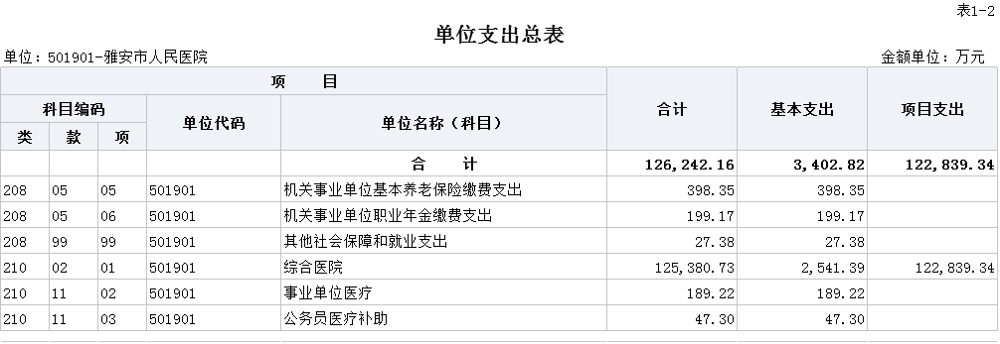 表1-2
单位支出总表
单位：501901-雅安市人民医院 金额单位：万元
项 目 合计 基本支出 项目支出
科目编码 单位代码 单位名称（科目）
类 款 项
合 计 126,242.16 3,402.82 122,839.34
208 05 05 501901 机关事业单位基本养老保险缴费支出 398.35 398.35
208 05 06 501901 机关事业单位职业年金缴费支出 199.17 199.17
208 99 99 501901 其他社会保障和就业支出 27.38 27.38
210 02 01 501901 综合医院 125,380.73 2,541.39 122,839.34
210 11 02 501901 事业单位医疗 189.22 189.22
210 11 03 501901 公务员医疗补助 47.30 47.30